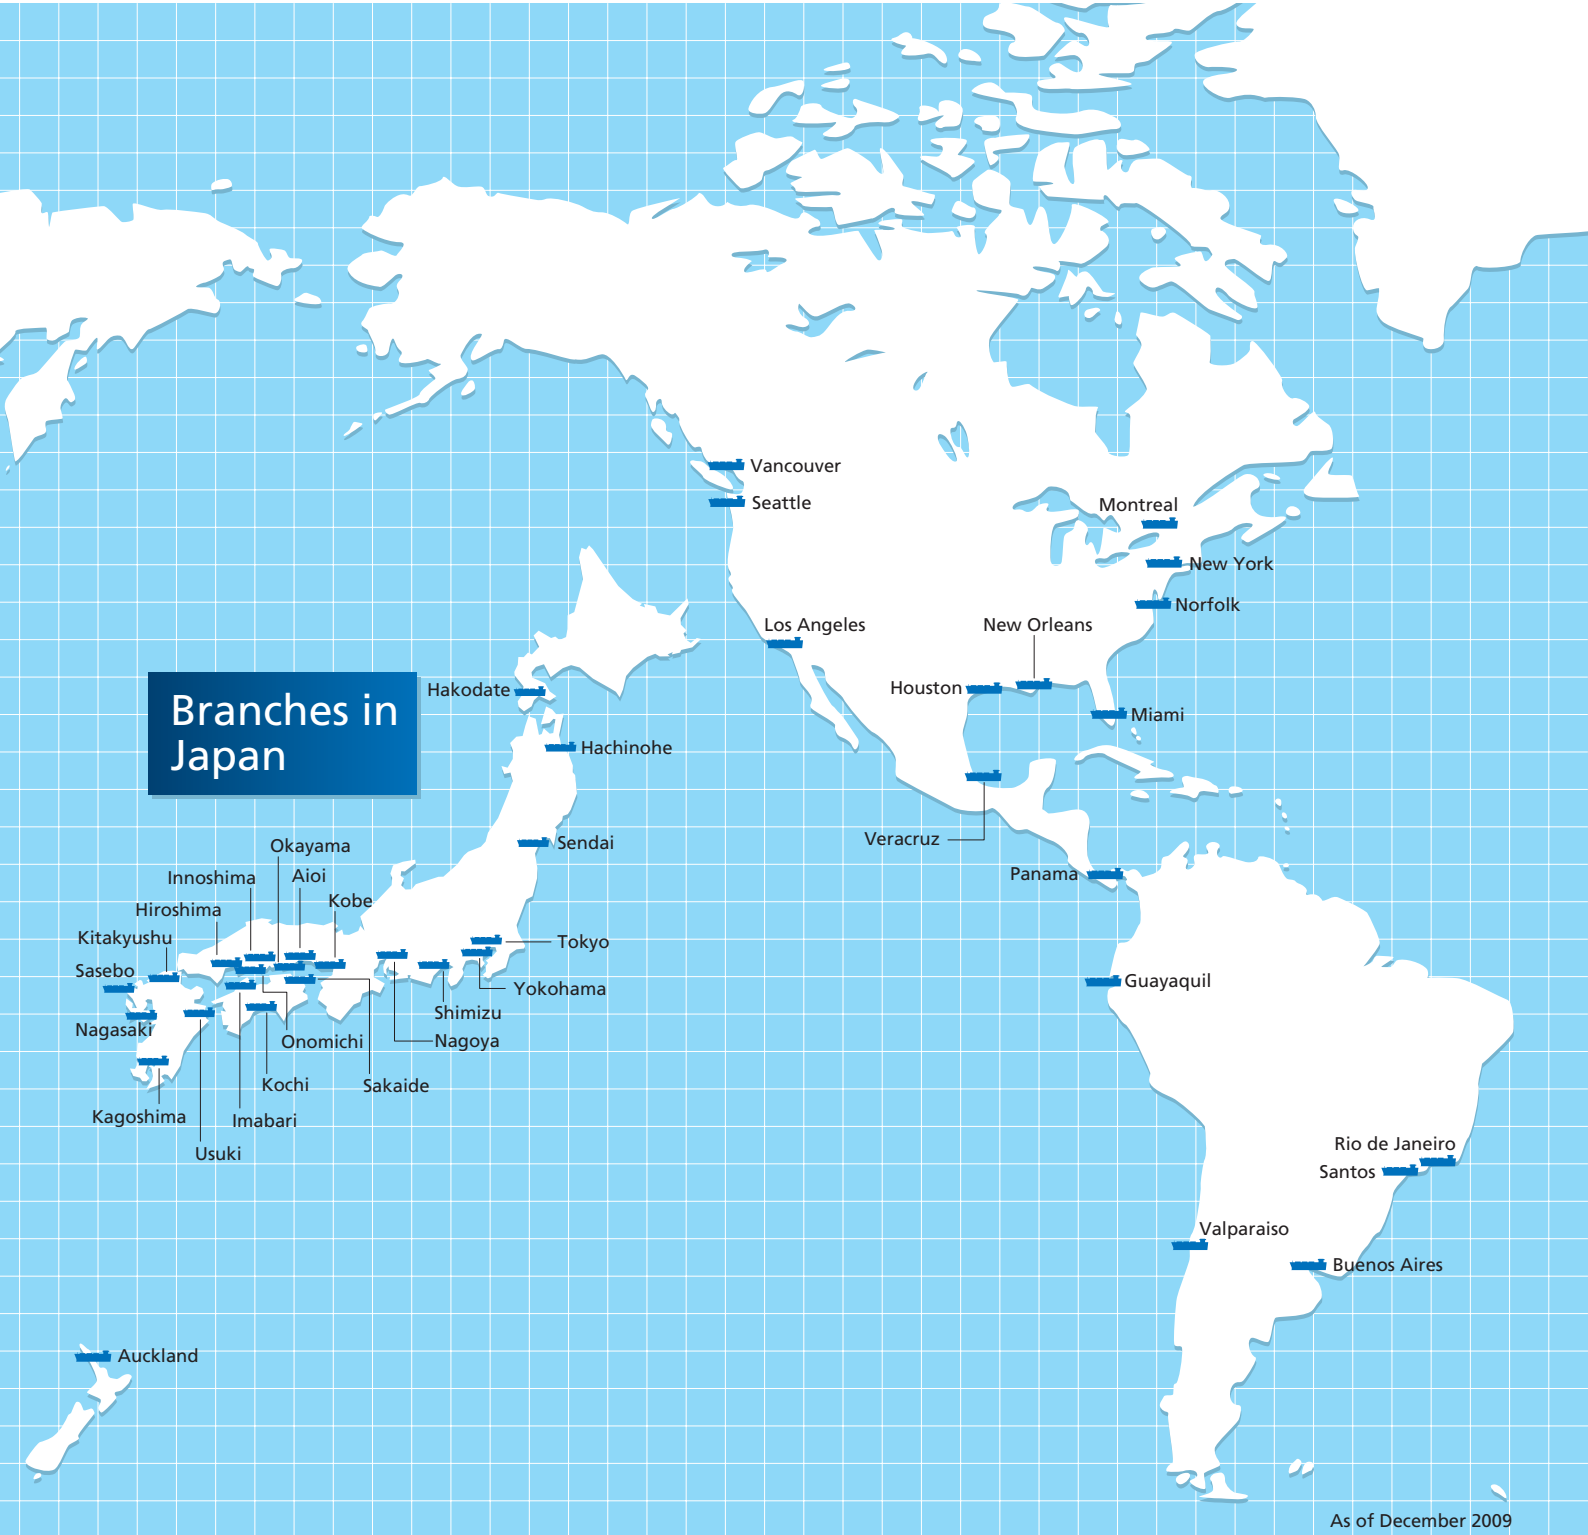 Vancouver
Seattle
Montreal
New York
Norfolk
Los Angeles
New Orleans
Houston
Miami
Veracruz
Panama
Guayaquil
Rio de Janeiro
Santos
Valparaiso
Buenos Aires
Branches in
Japan
Hakodate
Hachinohe
Sendai
Okayama
Innoshima
Aioi
Kobe
Hiroshima
Kitakyushu
Sasebo
Tokyo
Yokohama
Shimizu
Nagasaki
Onomichi
Nagoya
Kochi
Sakaide
Kagoshima
Imabari
Usuki
Auckland
As of December 2009